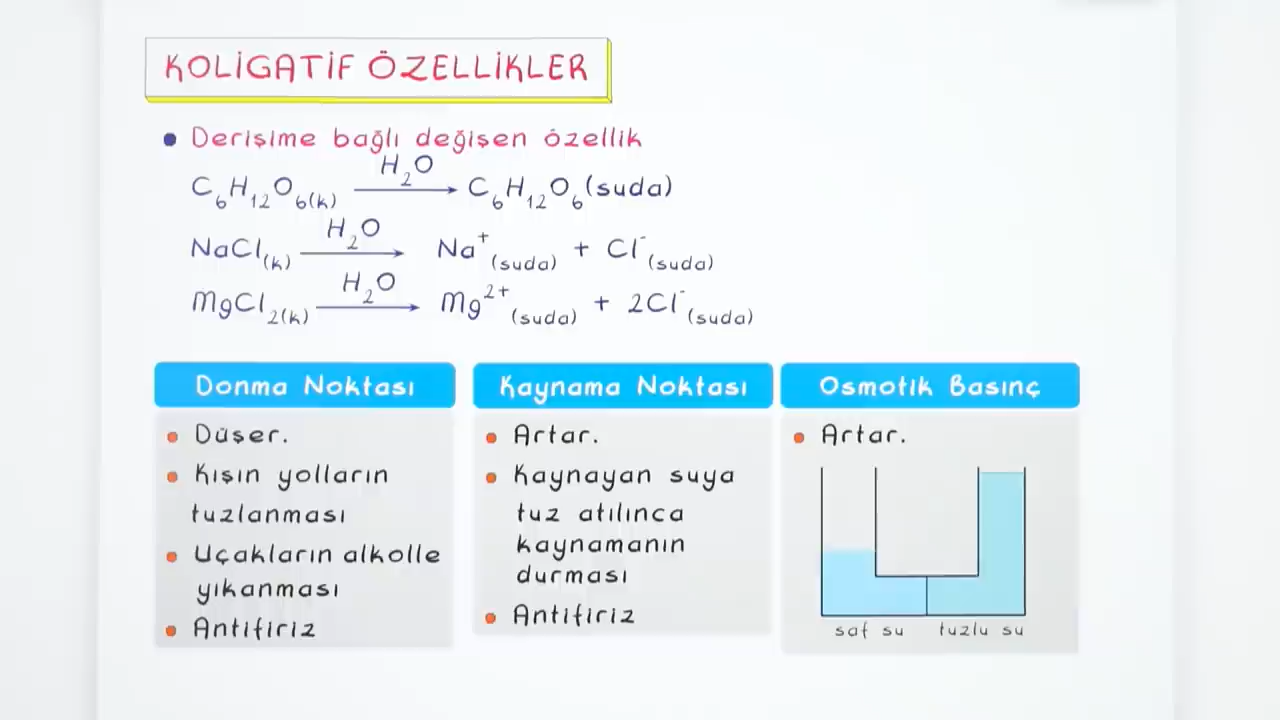 KOLİGATİF ÖZELLİKLER
• Derişime bağlı değişen özellik
H₂O
C₆H₁₂O₆(k) → C₆H₁₂O₆(suda)
H₂O
NaCl(k) → Na⁺(suda) + Cl⁻(suda)
H₂O
MgCl₂(k) → Mg²⁺(suda) + 2Cl⁻(suda)
Donma Noktası
• Düşer.
• Kışın yolların
tuzlanması
• Uçakların alkolle
yıkanması
• Antifiriz
Kaynama Noktası
• Artar.
• Kaynayan suya
tuz atılınca
kaynamanın
durması
• Antifiriz
Osmotik Basınç
• Artar.
saf su tuzlu su